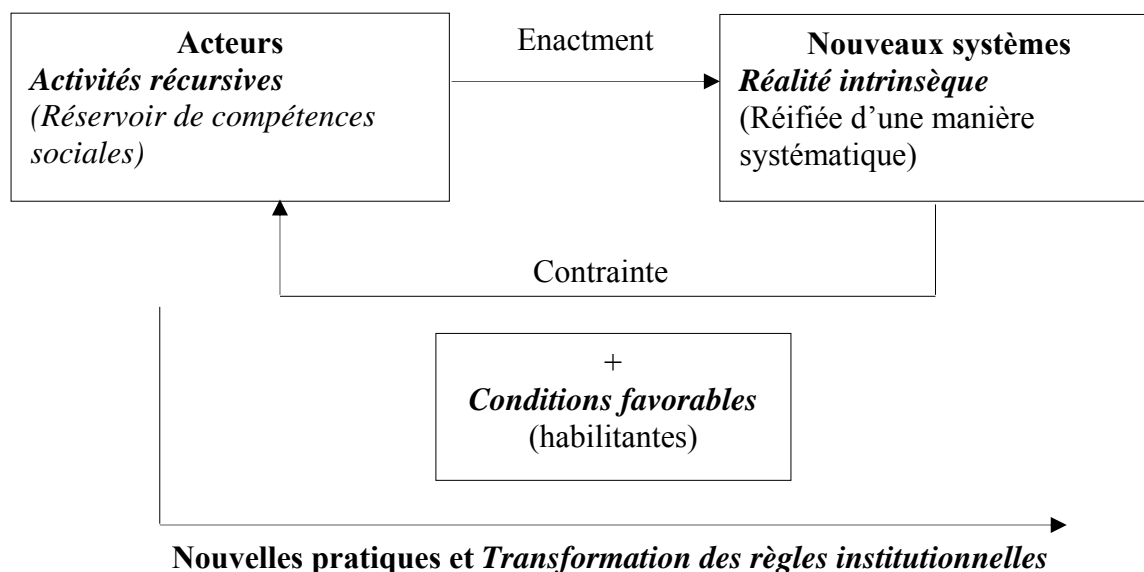 Acteurs
Activités récursives
(Réservoir de compétences
sociales)
Enactment
Nouveaux systèmes
Réalité intrinsèque
(Réifiée d’une manière
systématique)
Contrainte
+
Conditions favorables
(habilitantes)
Nouvelles pratiques et Transformation des règles institutionnelles